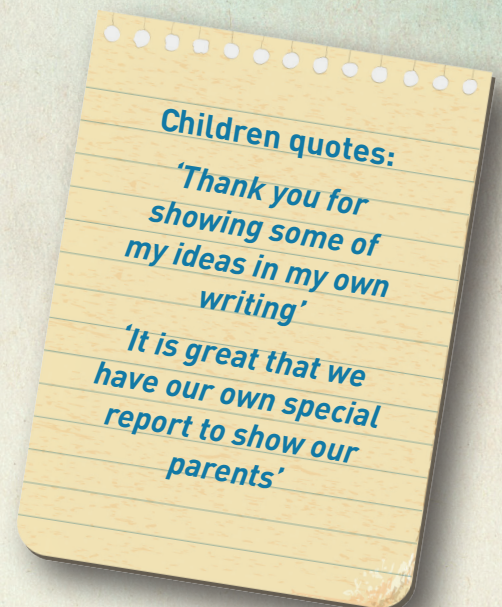 Children quotes:
‘Thank you for
showing some of
my ideas in my own
writing’
‘It is great that we
have our own special
report to show our
parents’